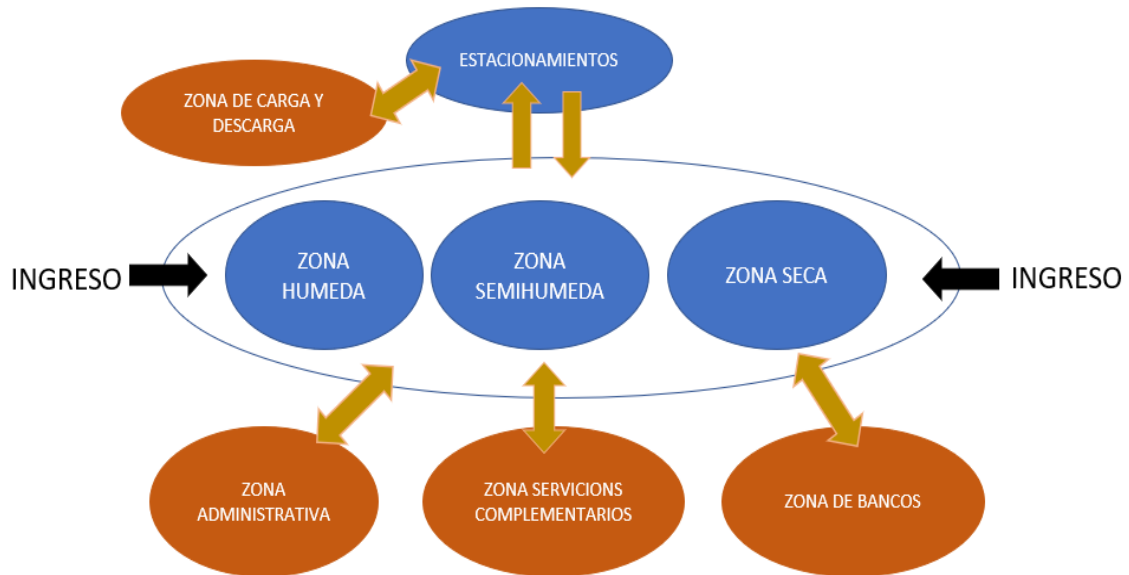 ESTACIONAMIENTOS
ZONA DE CARGA Y
DESCARGA
INGRESO
ZONA
HUMEDA
ZONA
SEMIHUMEDA
ZONA SECA
INGRESO
ZONA
ADMINISTRATIVA
ZONA SERVICIONS
COMPLEMENTARIOS
ZONA DE BANCOS